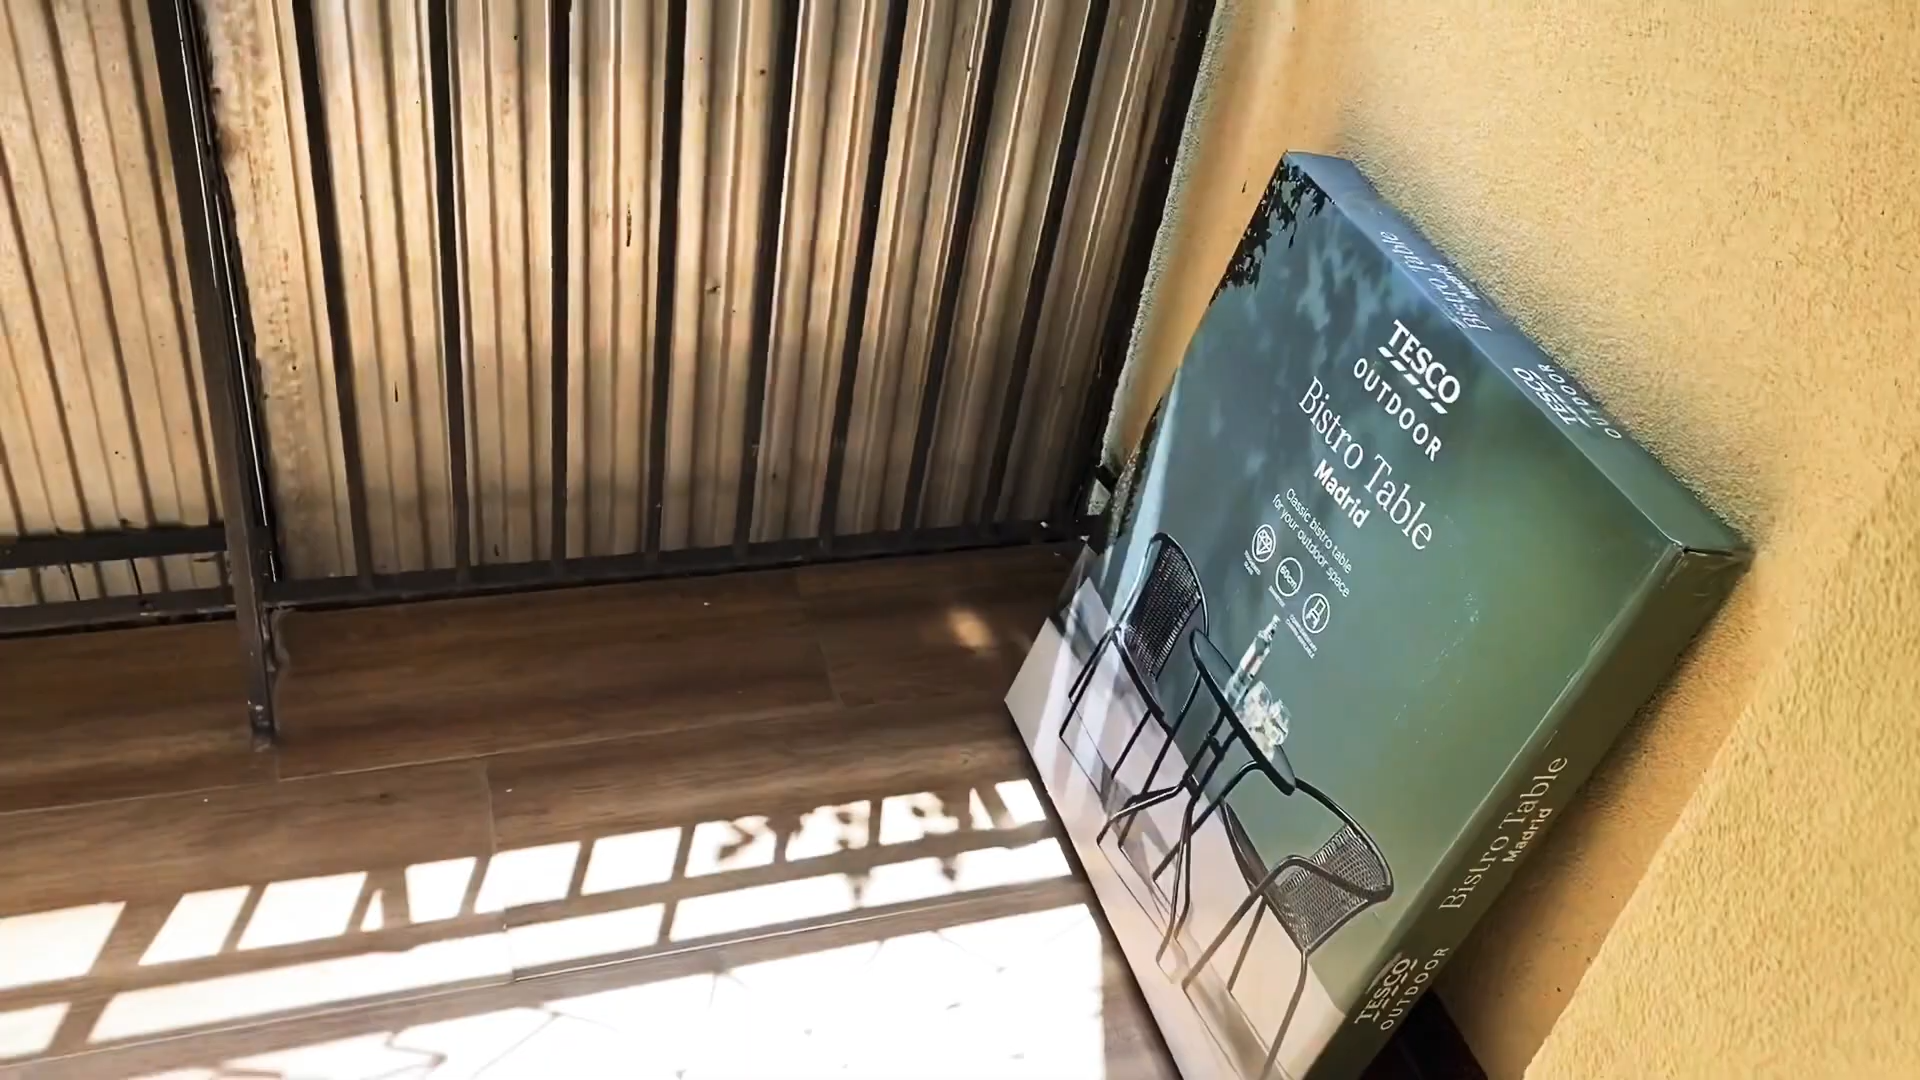 TESCO
OUTDOOR
Bistro Table
Madrid
Classic bistro table
for your outdoor space
60cm
Bistro Table
Madrid
TESCO
OUTDOOR
Bistro Table
Madrid
TESCO
OUTDOOR